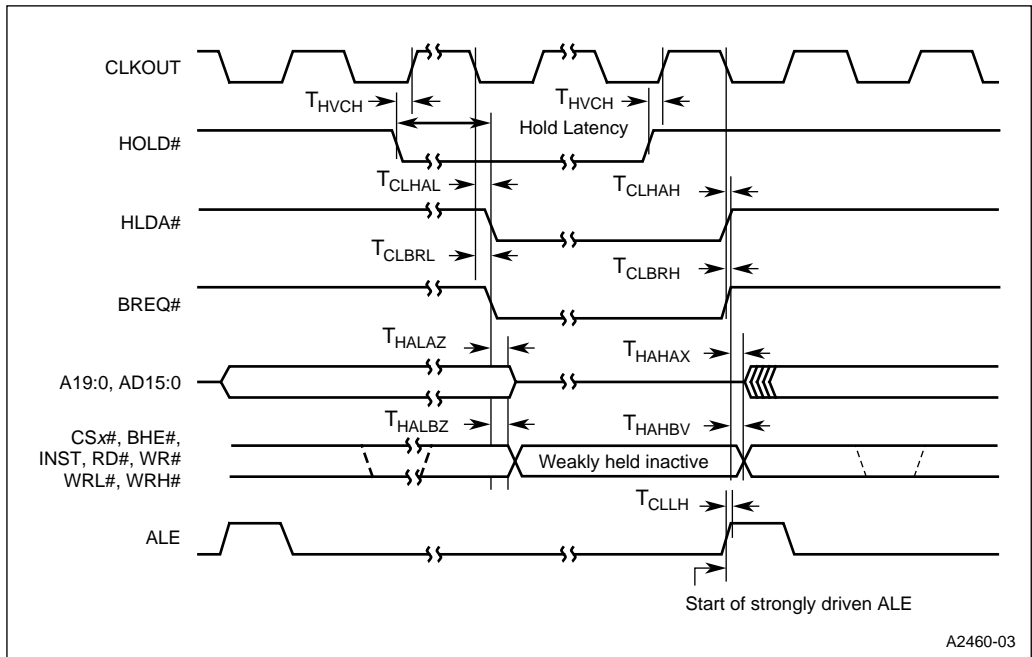 CLKOUT
THVCH
THVCH
Hold Latency
HOLD#
TCLHAL
TCLHAH
HLDA#
TCLBRL
TCLBRH
BREQ#
THALAZ
THAHAX
A19:0, AD15:0
THALBZ
THAHBV
CSx#, BHE#,
INST, RD#, WR#
WRL#, WRH#
Weakly held inactive
TCLLH
ALE
Start of strongly driven ALE
A2460-03